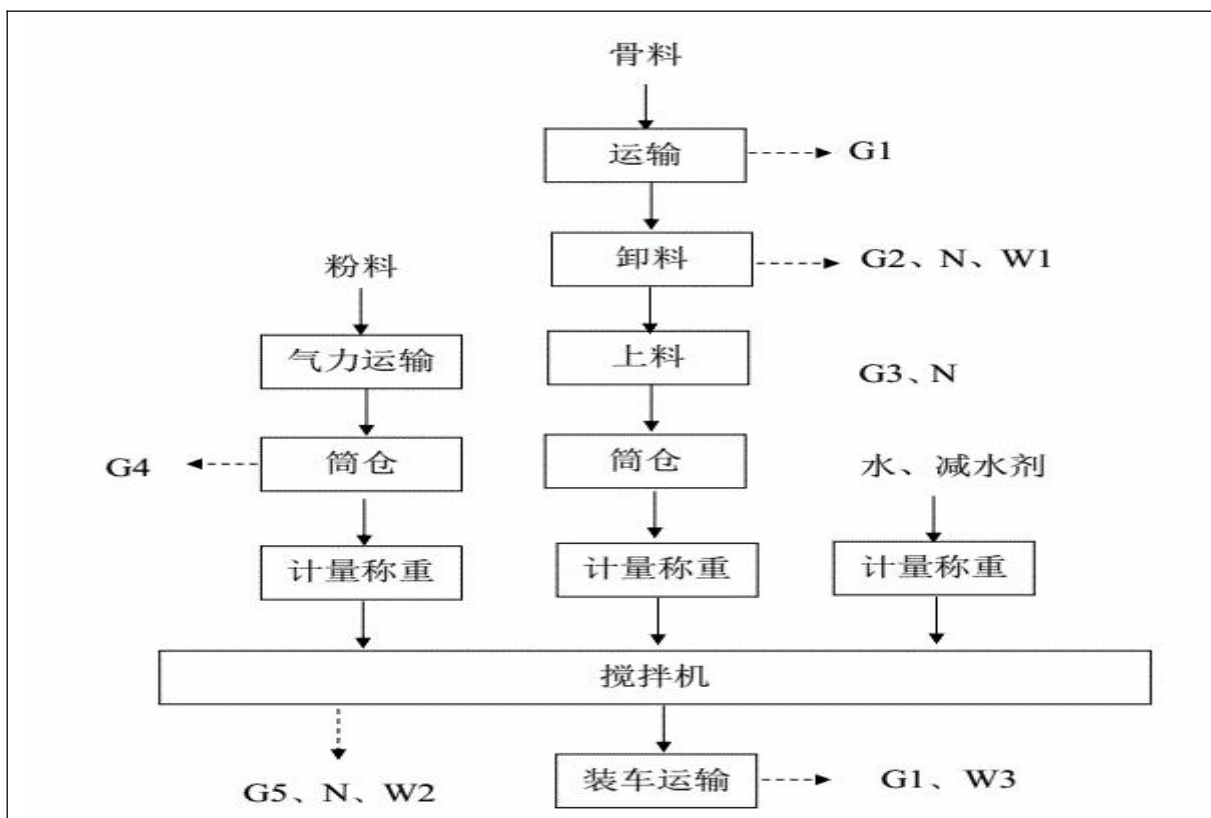 骨料
运输
G1
卸料
G2、N、W1
粉料
气力运输
上料
G3、N
G4
筒仓
筒仓
水、减水剂
计量称重
计量称重
计量称重
搅拌机
G5、N、W2
装车运输
G1、W3